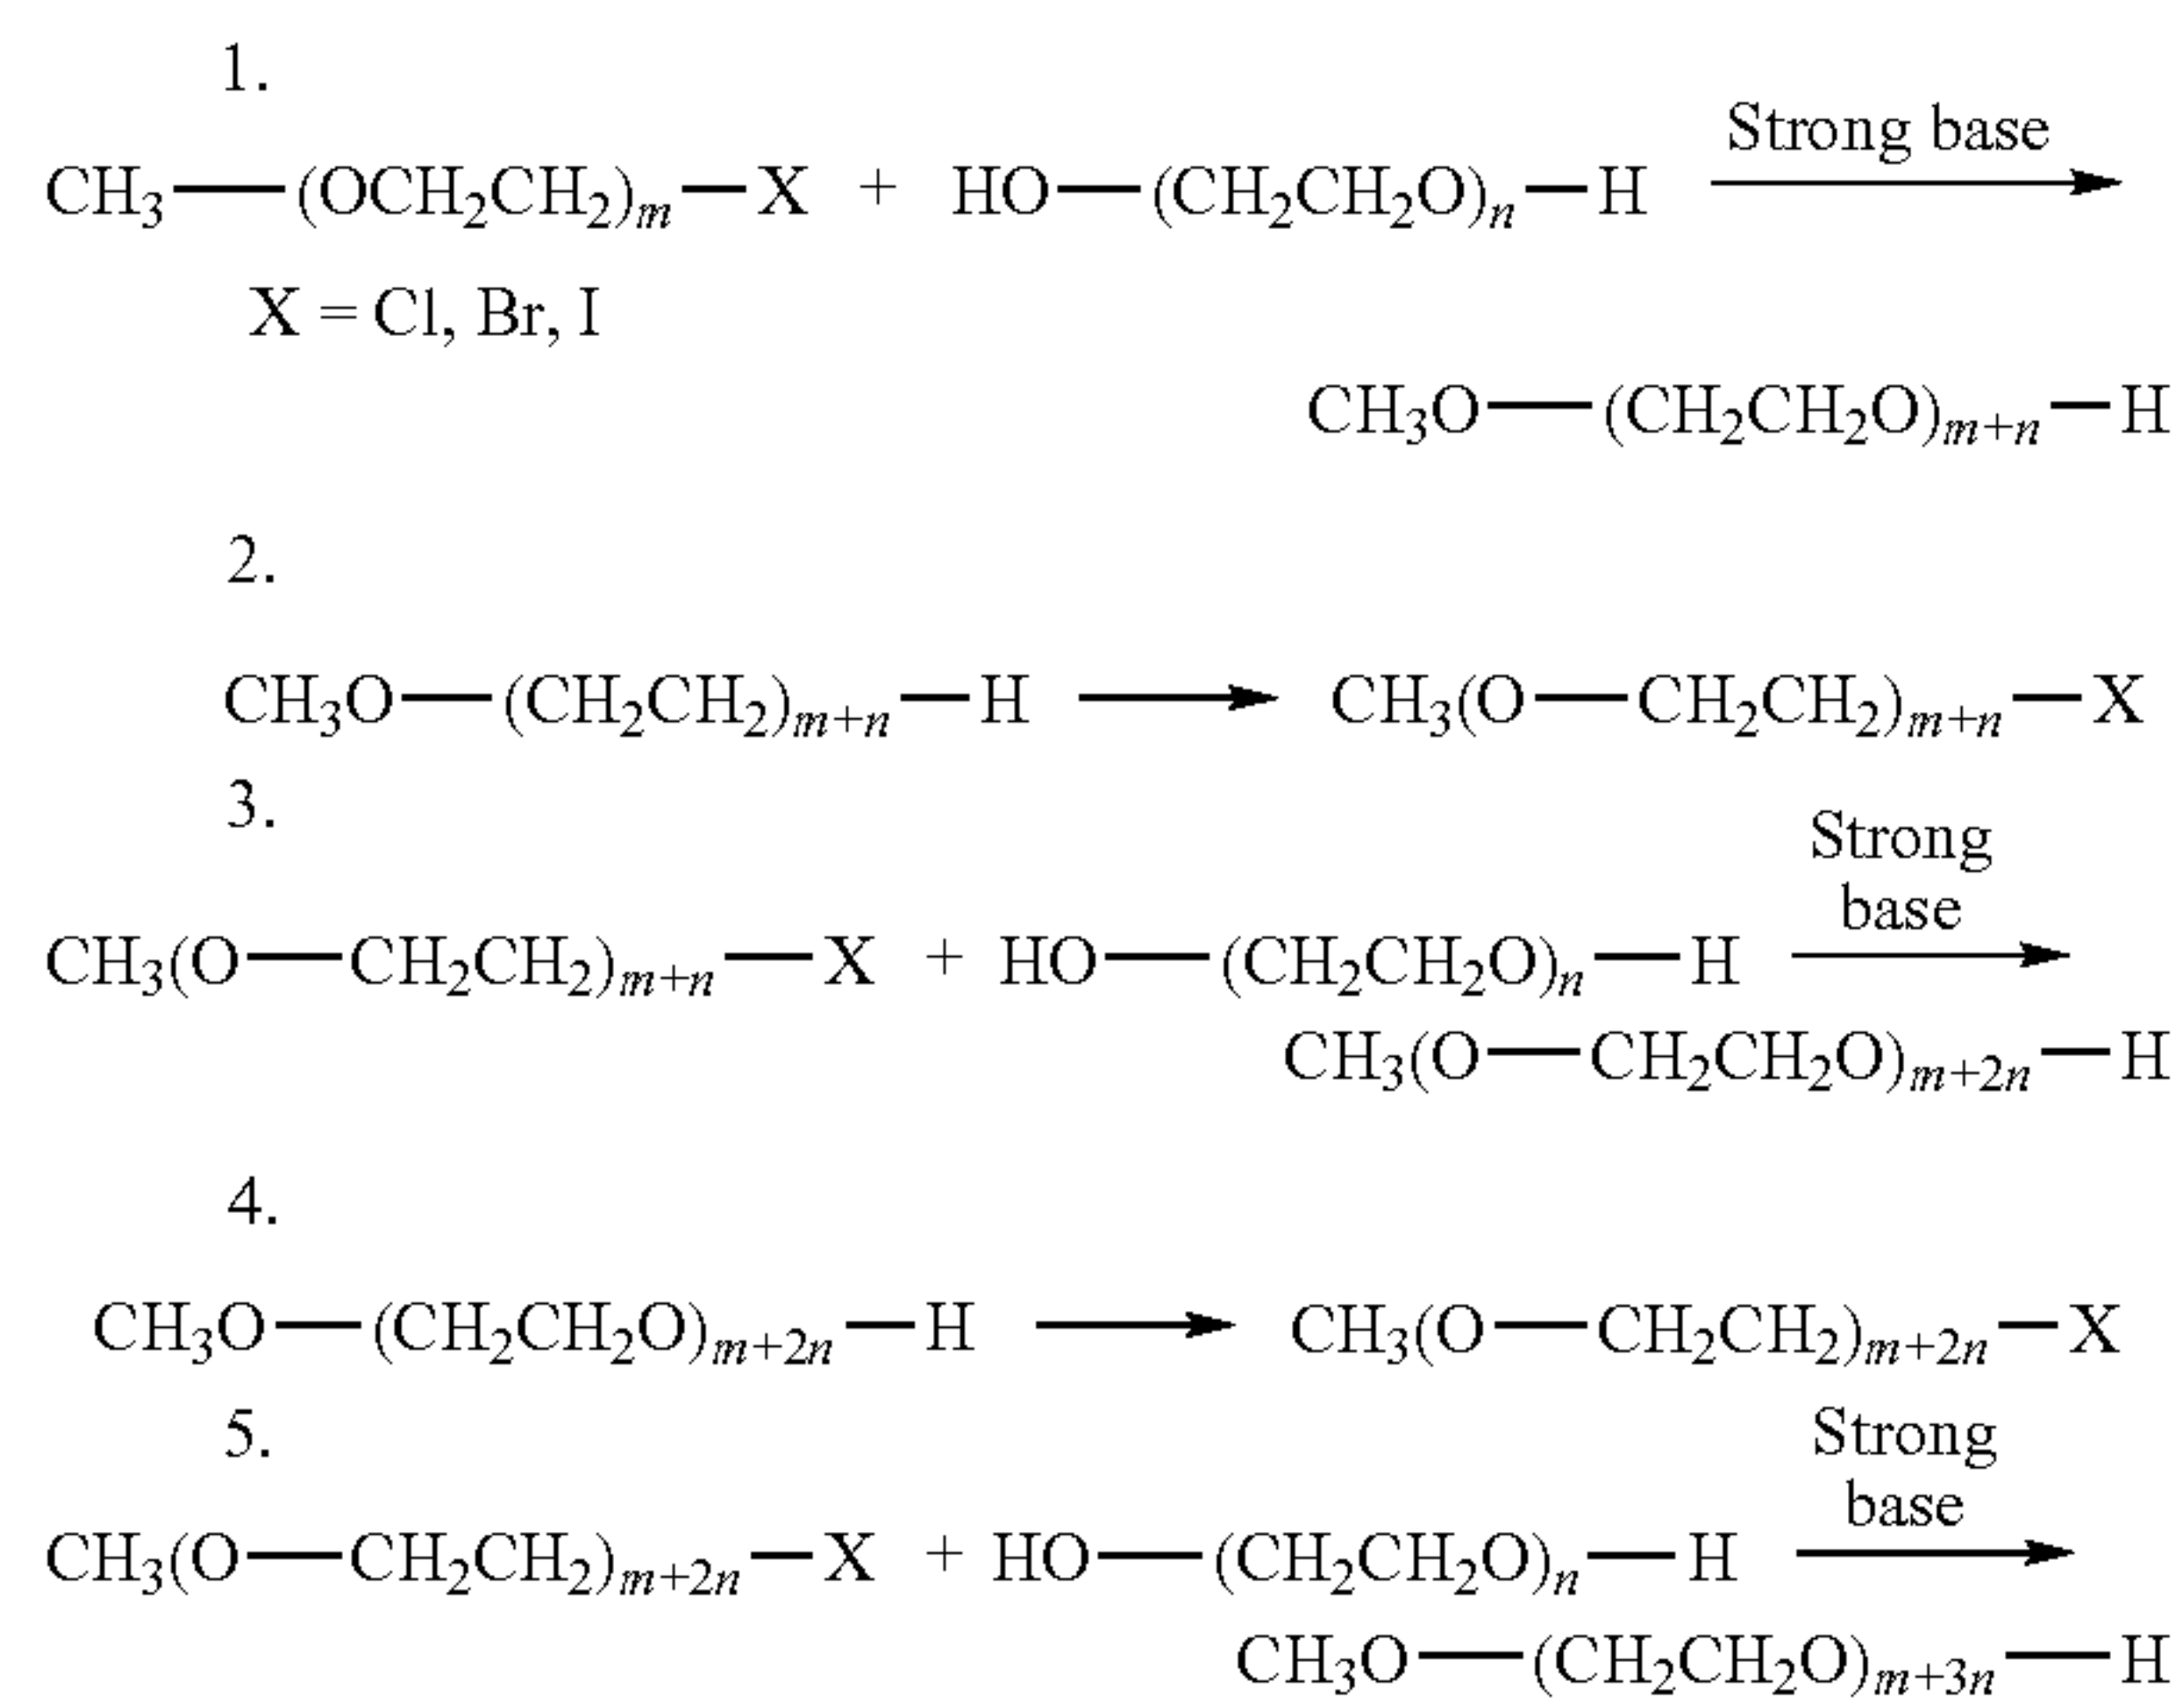 1.
Strong base
CH₃—(OCH₂CH₂)ₘ—X + HO—(CH₂CH₂O)ₙ—H
X = Cl, Br, I
CH₃O—(CH₂CH₂O)ₘ₊ₙ—H
2.
CH₃O—(CH₂CH₂)ₘ₊ₙ—H CH₃(O—CH₂CH₂)ₘ₊ₙ—X
3.
Strong
base
CH₃(O—CH₂CH₂)ₘ₊ₙ—X + HO—(CH₂CH₂O)ₙ—H
CH₃(O—CH₂CH₂O)ₘ₊₂ₙ—H
4.
CH₃O—(CH₂CH₂O)ₘ₊₂ₙ—H CH₃(O—CH₂CH₂)ₘ₊₂ₙ—X
5.
Strong
base
CH₃(O—CH₂CH₂)ₘ₊₂ₙ—X + HO—(CH₂CH₂O)ₙ—H
CH₃O—(CH₂CH₂O)ₘ₊₃ₙ—H